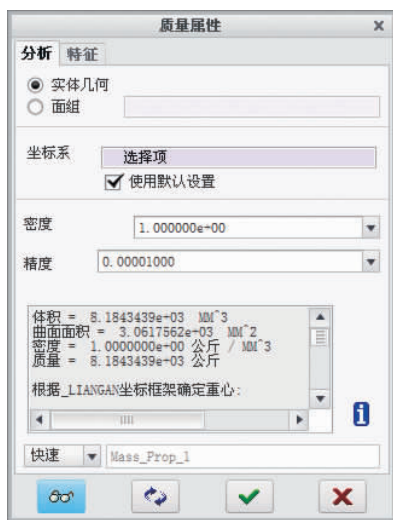 质量属性
分析 特征
实体几何
面组
坐标系 选择项
使用默认设置
密度 1.000000e+00
精度 0.00001000
体积 = 8.1843439e+03 MM^3
曲面面积 = 3.0617562e+03 MM^2
密度 = 1.0000000e+00 公斤 / MM^3
质量 = 8.1843439e+03 公斤
根据_LIANGAN坐标框架确定重心:
快速 Mass_Prop_1